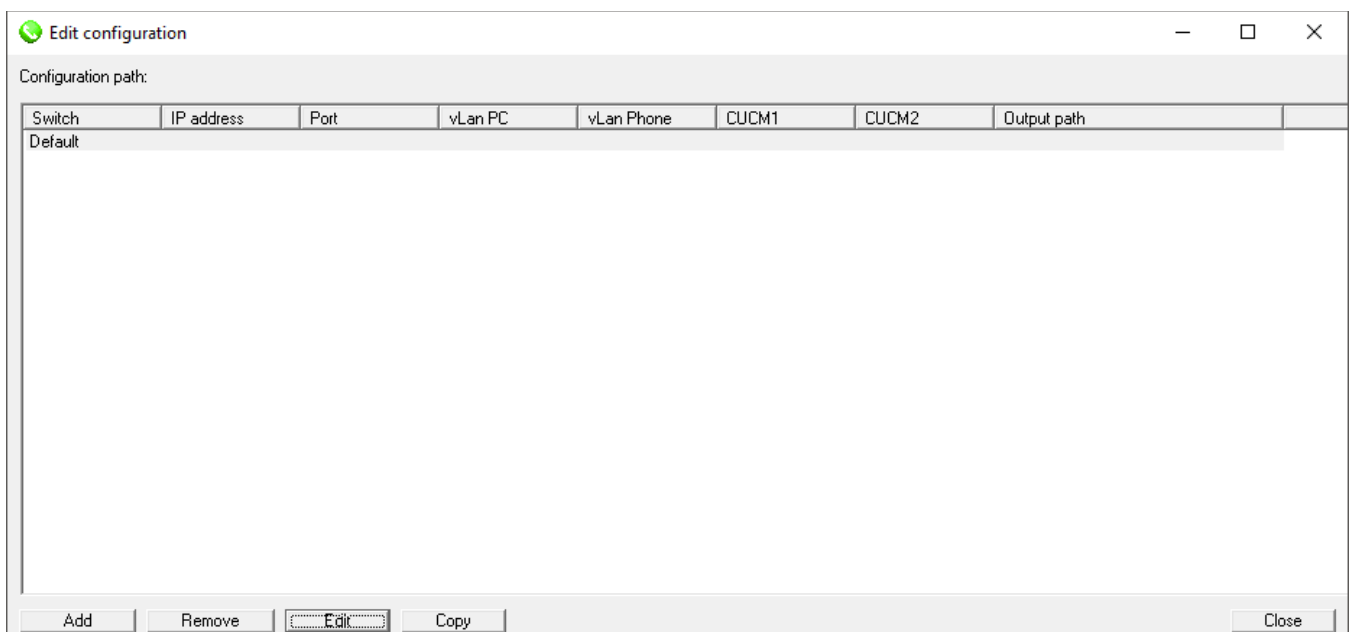 Edit configuration
Configuration path:
Switch IP address Port vLan PC vLan Phone CUCM1 CUCM2 Output path
Default
Add Remove Edit Copy Close